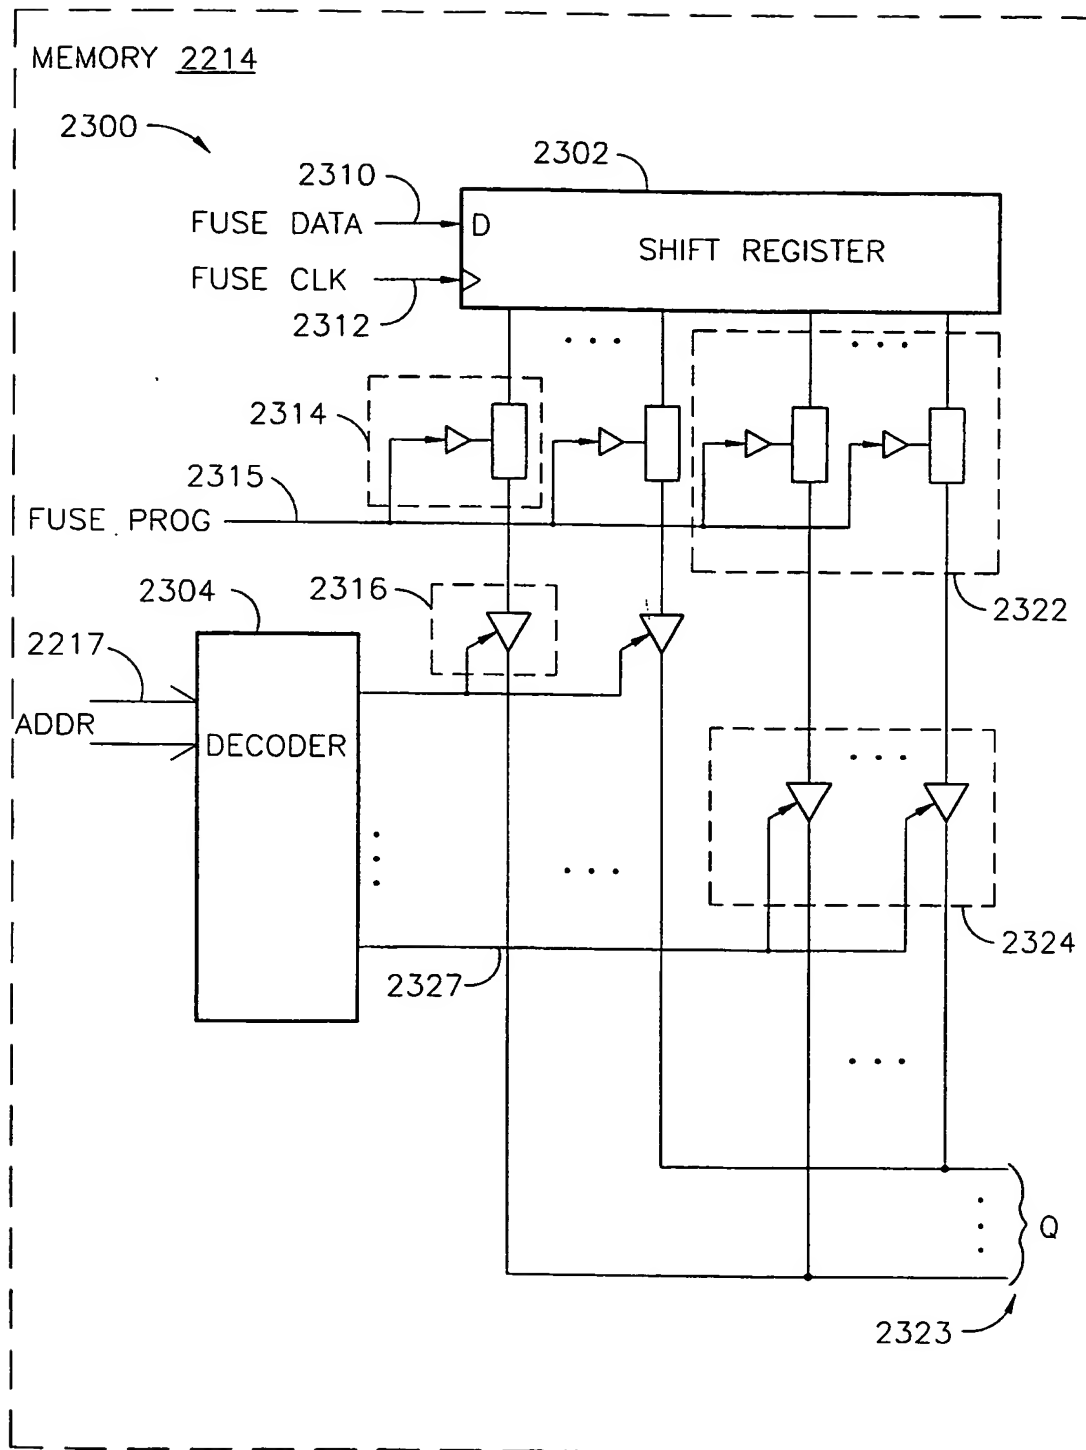 MEMORY 2214
2300
2302
2310
FUSE DATA
D
SHIFT REGISTER
FUSE CLK
2312
2314
2315
FUSE PROG
2316
2304
2322
2217
ADDR
DECODER
2324
2327
Q
2323